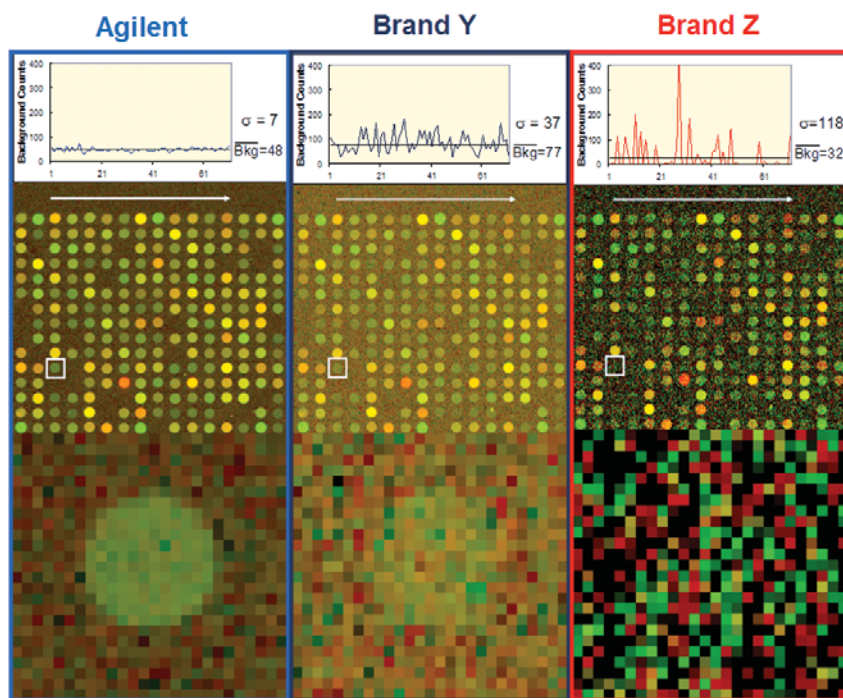 Agilent
Brand Y
Brand Z
Background Counts
400
300
200
100
0
1
21
41
61
σ = 7
Bkg=48
Background Counts
400
300
200
100
0
1
21
41
61
σ = 37
Bkg=77
Background Counts
400
300
200
100
0
1
21
41
61
σ=118
Bkg=32